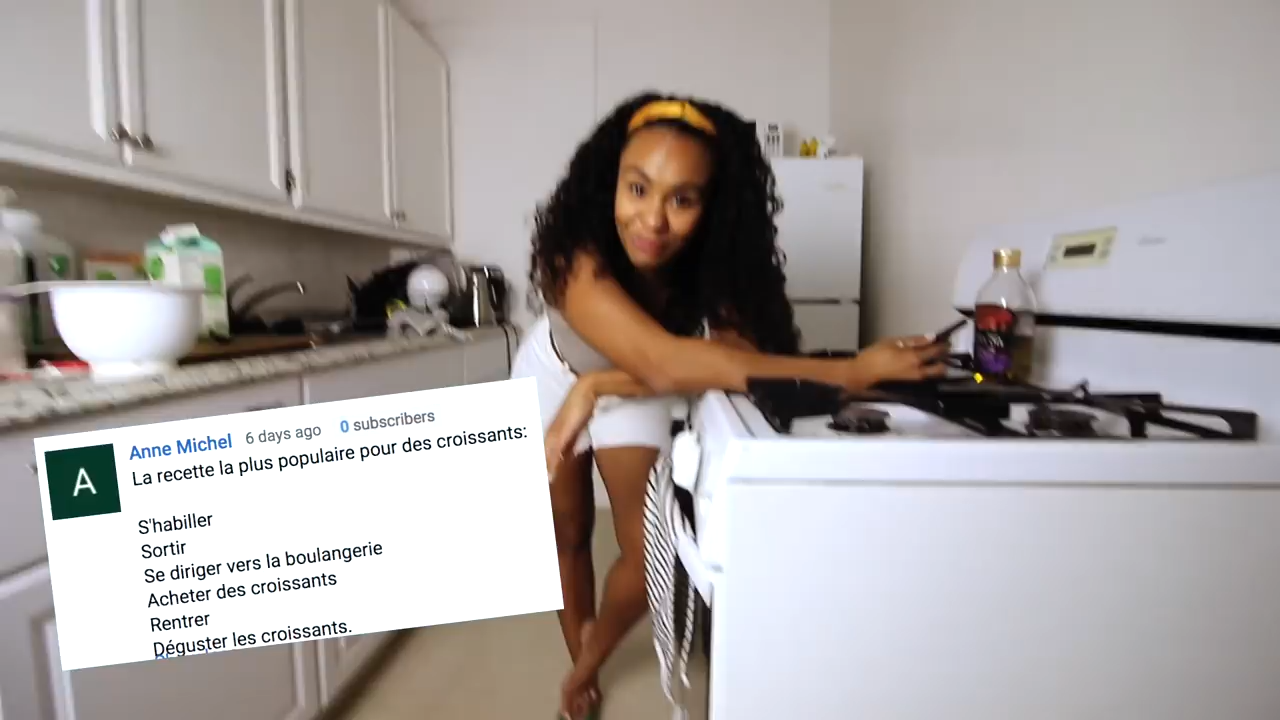 A
Anne Michel 6 days ago 0 subscribers
La recette la plus populaire pour des croissants:
S'habiller
Sortir
Se diriger vers la boulangerie
Acheter des croissants
Rentrer
Déguster les croissants.